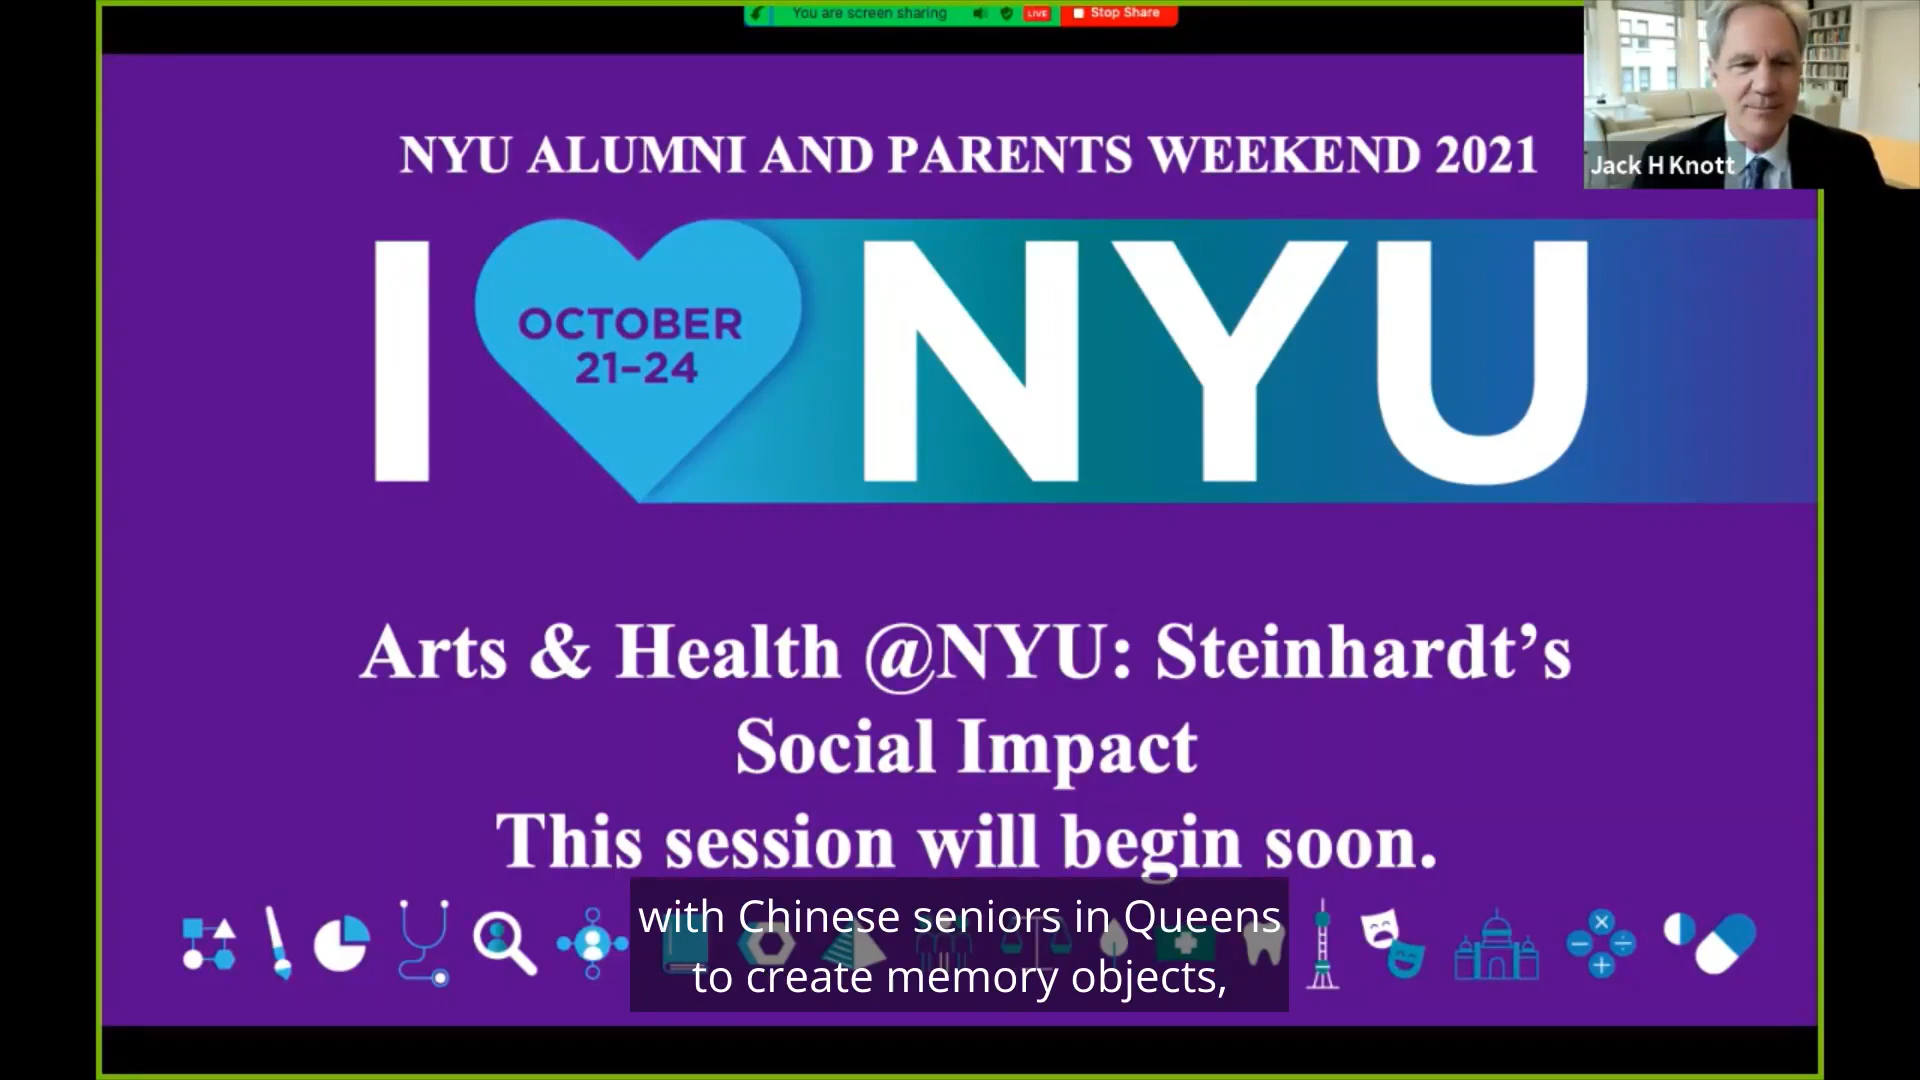 You are screen sharing LIVE Stop Share
Jack H Knott
NYU ALUMNI AND PARENTS WEEKEND 2021
I NYU
OCTOBER
21-24
Arts & Health @NYU: Steinhardt’s
Social Impact
This session will begin soon.
with Chinese seniors in Queens
to create memory objects,